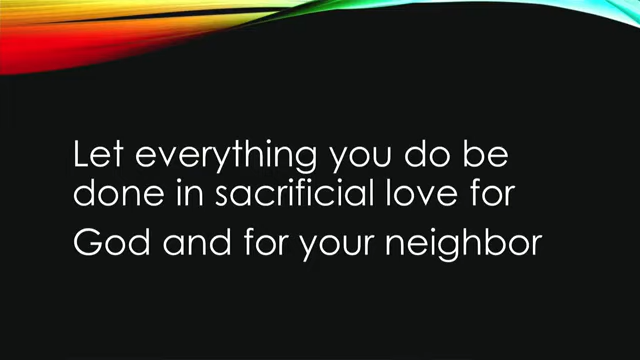 Let everything you do be
done in sacrificial love for
God and for your neighbor